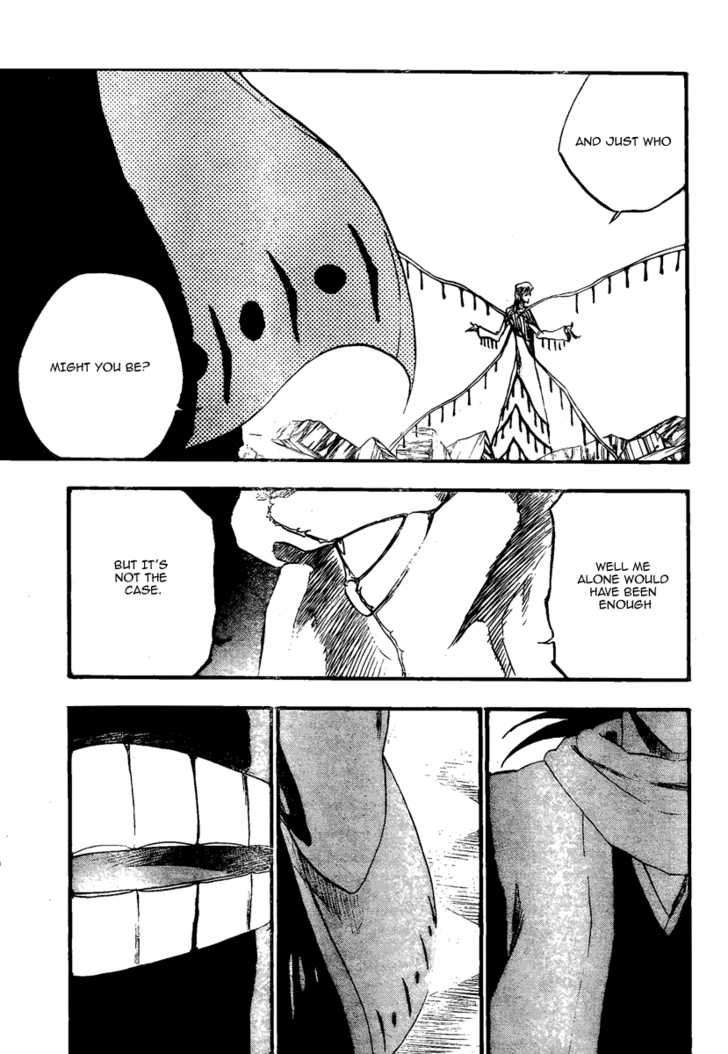 AND JUST WHO
MIGHT YOU BE?
WELL ME
ALONE WOULD
HAVE BEEN
ENOUGH
BUT IT'S
NOT THE
CASE.